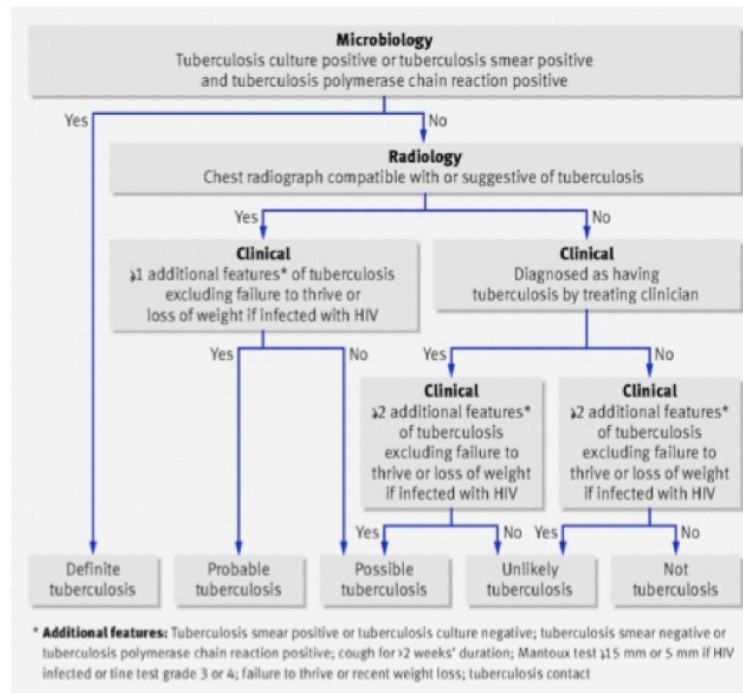 Microbiology
Tuberculosis culture positive or tuberculosis smear positive
and tuberculosis polymerase chain reaction positive
Yes
No
Radiology
Chest radiograph compatible with or suggestive of tuberculosis
Yes
No
Clinical
≥1 additional features* of tuberculosis
excluding failure to thrive or
loss of weight if infected with HIV
Clinical
Diagnosed as having
tuberculosis by treating clinician
Yes
No
Yes
No
Clinical
≥2 additional features*
of tuberculosis
excluding failure to
thrive or loss of weight
if infected with HIV
Clinical
≥2 additional features*
of tuberculosis
excluding failure to
thrive or loss of weight
if infected with HIV
Yes
No
Yes
No
Definite
tuberculosis
Probable
tuberculosis
Possible
tuberculosis
Unlikely
tuberculosis
Not
tuberculosis
* Additional features: Tuberculosis smear positive or tuberculosis culture negative; tuberculosis smear negative or
tuberculosis polymerase chain reaction positive; cough for >2 weeks' duration; Mantoux test ≥15 mm or 5 mm if HIV
infected or tine test grade 3 or 4; failure to thrive or recent weight loss; tuberculosis contact